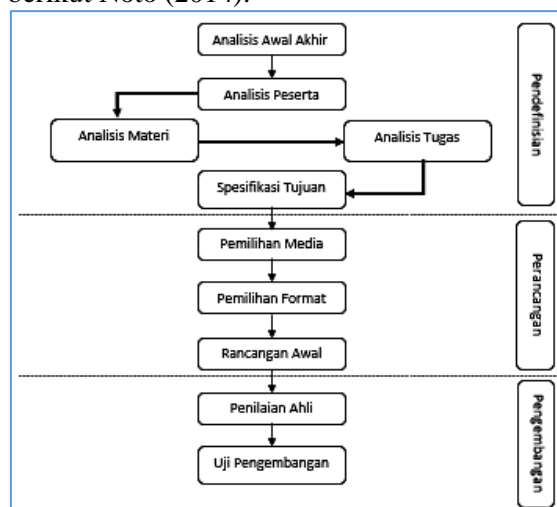 berikut Noto (2014):
Analisis Awal Akhir
Analisis Peserta
Analisis Materi
Analisis Tugas
Spesifikasi Tujuan
Pendefinisian
Pemilihan Media
Pemilihan Format
Rancangan Awal
Perancangan
Penilaian Ahli
Uji Pengembangan
Pengembangan